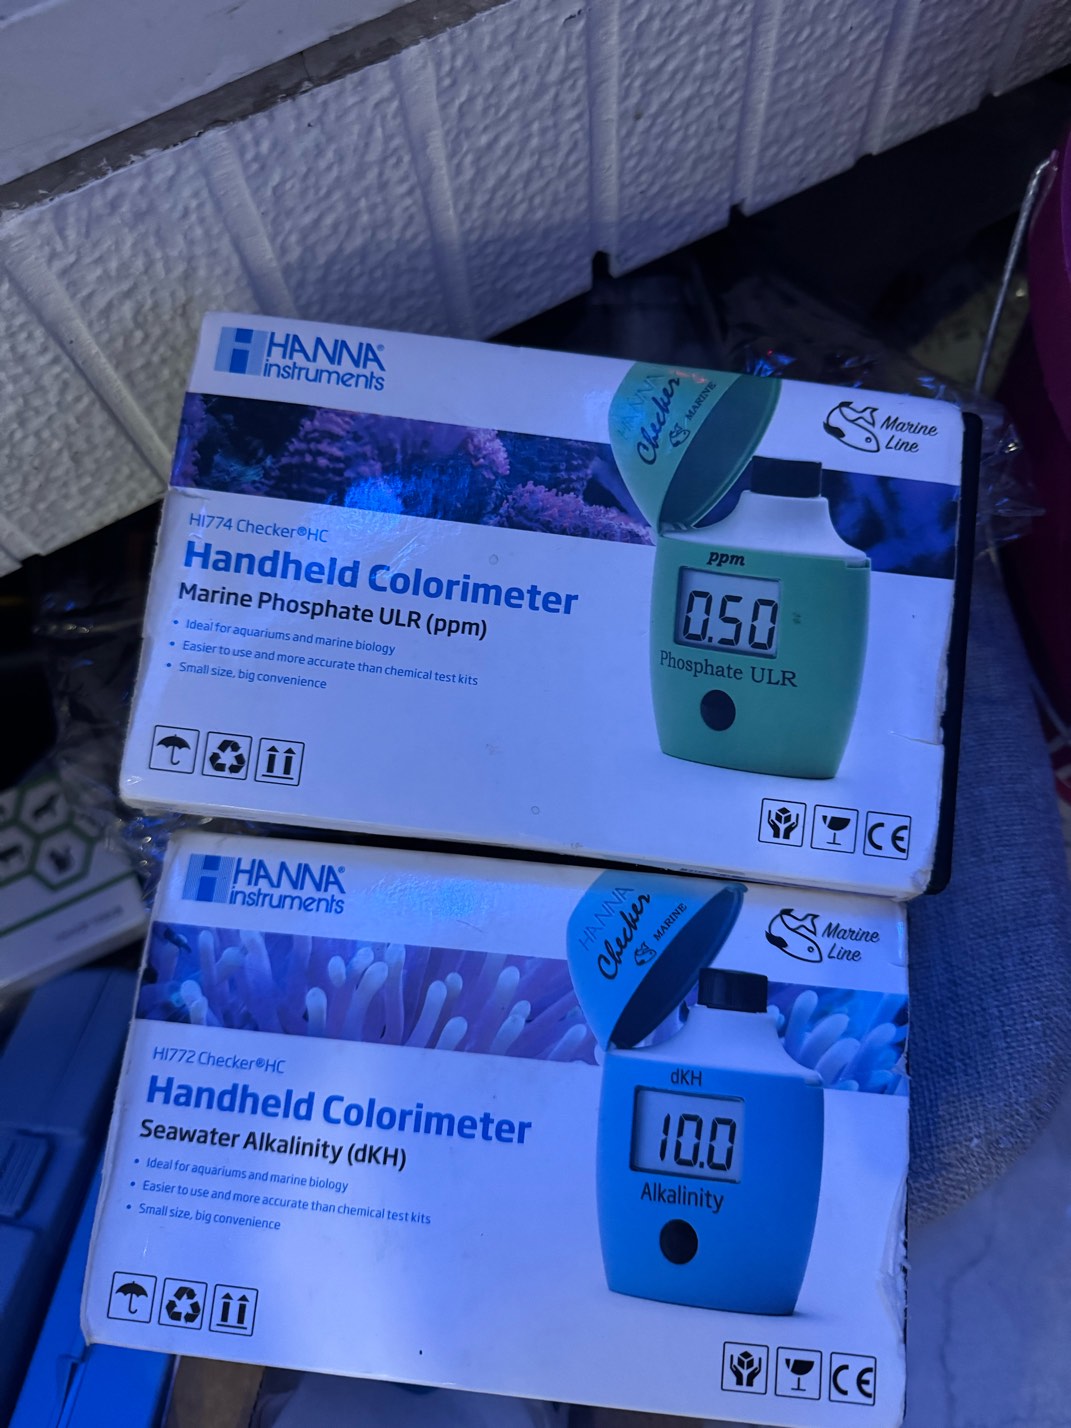 HANNA®
instruments
HANNA
Checker
MARINE
Marine
Line
HI774 Checker®HC
Handheld Colorimeter
Marine Phosphate ULR (ppm)
• Ideal for aquariums and marine biology
• Easier to use and more accurate than chemical test kits
• Small size, big convenience
ppm
0.50
Phosphate ULR
CE
HANNA®
instruments
HANNA
Checker
MARINE
Marine
Line
HI772 Checker®HC
Handheld Colorimeter
Seawater Alkalinity (dKH)
• Ideal for aquariums and marine biology
• Easier to use and more accurate than chemical test kits
• Small size, big convenience
dKH
10.0
Alkalinity
CE